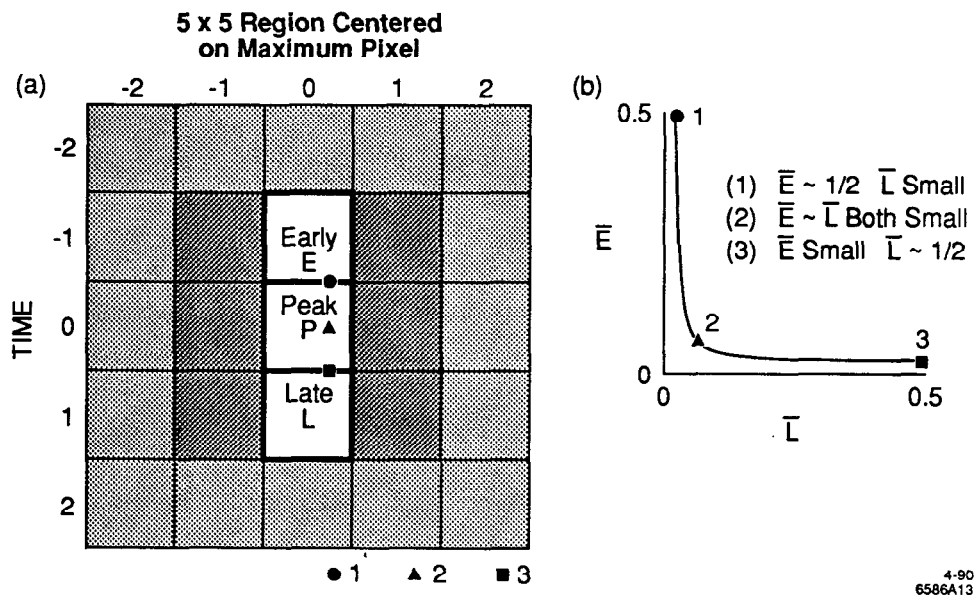 5 x 5 Region Centered
on Maximum Pixel
(a)
-2 -1 0 1 2
-2
-1
0
1
2
TIME
Early
E
Peak
P
Late
L
1 2 3
(b)
0.5
1
(1) E̅ ~ 1/2 L̅ Small
(2) E̅ ~ L̅ Both Small
(3) E̅ Small L̅ ~ 1/2
E̅
2
3
0
0 0.5
L̅
4-90
6586A13